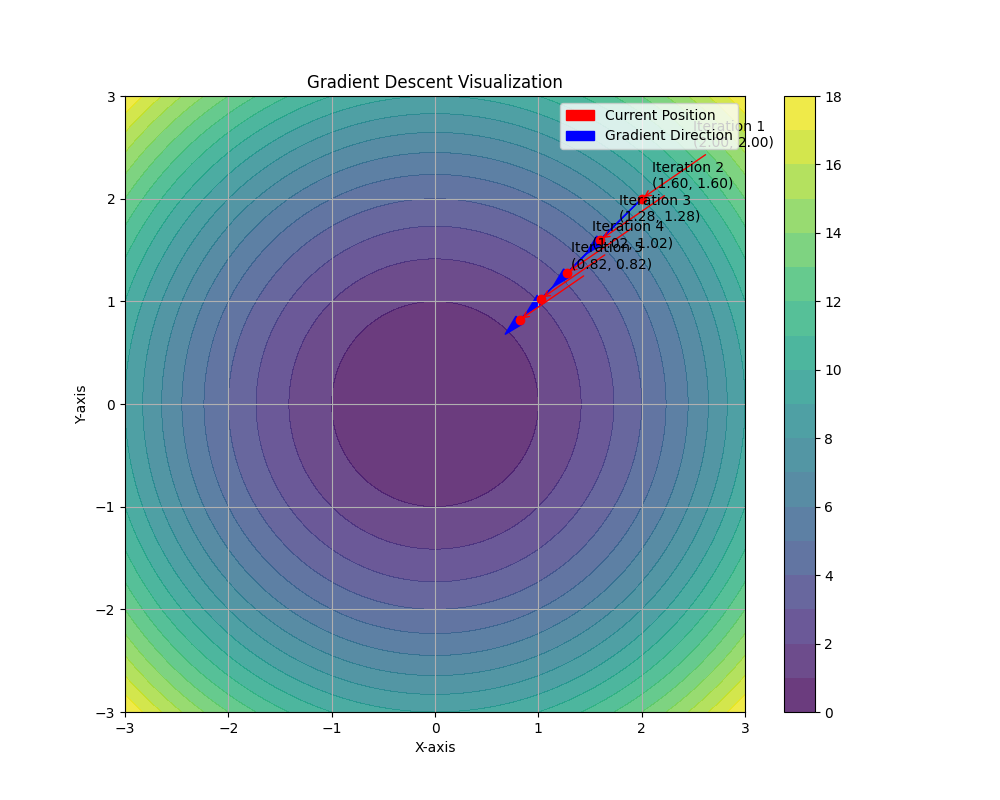 Gradient Descent Visualization
Current Position
Gradient Direction
Iteration 1
(2.00, 2.00)
Iteration 2
(1.60, 1.60)
Iteration 3
(1.28, 1.28)
Iteration 4
(1.02, 1.02)
Iteration 5
(0.82, 0.82)
3
2
1
0
−1
−2
−3
Y-axis
−3
−2
−1
0
1
2
3
X-axis
18
16
14
12
10
8
6
4
2
0